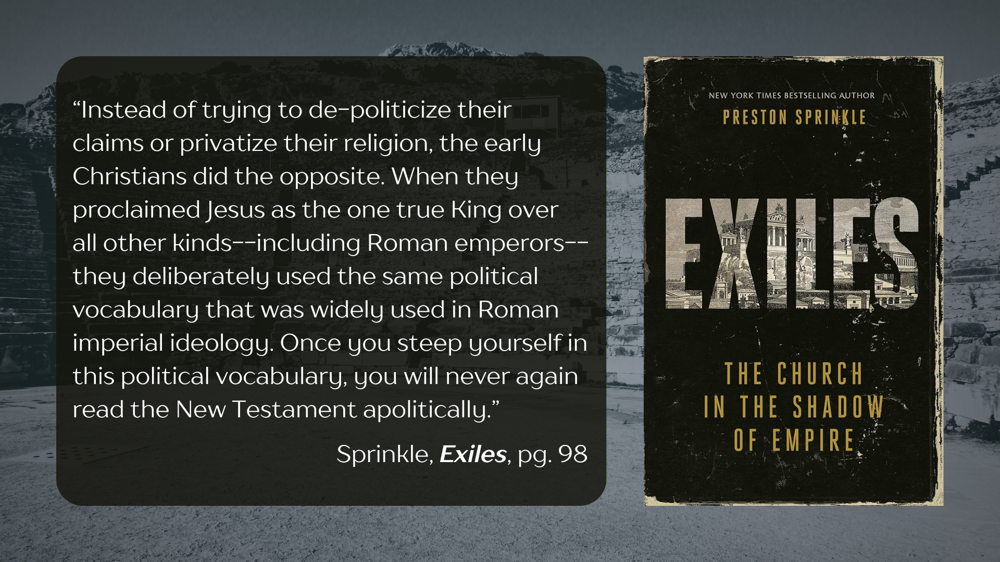 “Instead of trying to de-politicize their
claims or privatize their religion, the early
Christians did the opposite. When they
proclaimed Jesus as the one true King over
all other kinds--including Roman emperors--
they deliberately used the same political
vocabulary that was widely used in Roman
imperial ideology. Once you steep yourself in
this political vocabulary, you will never again
read the New Testament apolitically.”
Sprinkle, Exiles, pg. 98
NEW YORK TIMES BESTSELLING AUTHOR
PRESTON SPRINKLE
EXILES
THE CHURCH
IN THE SHADOW
OF EMPIRE